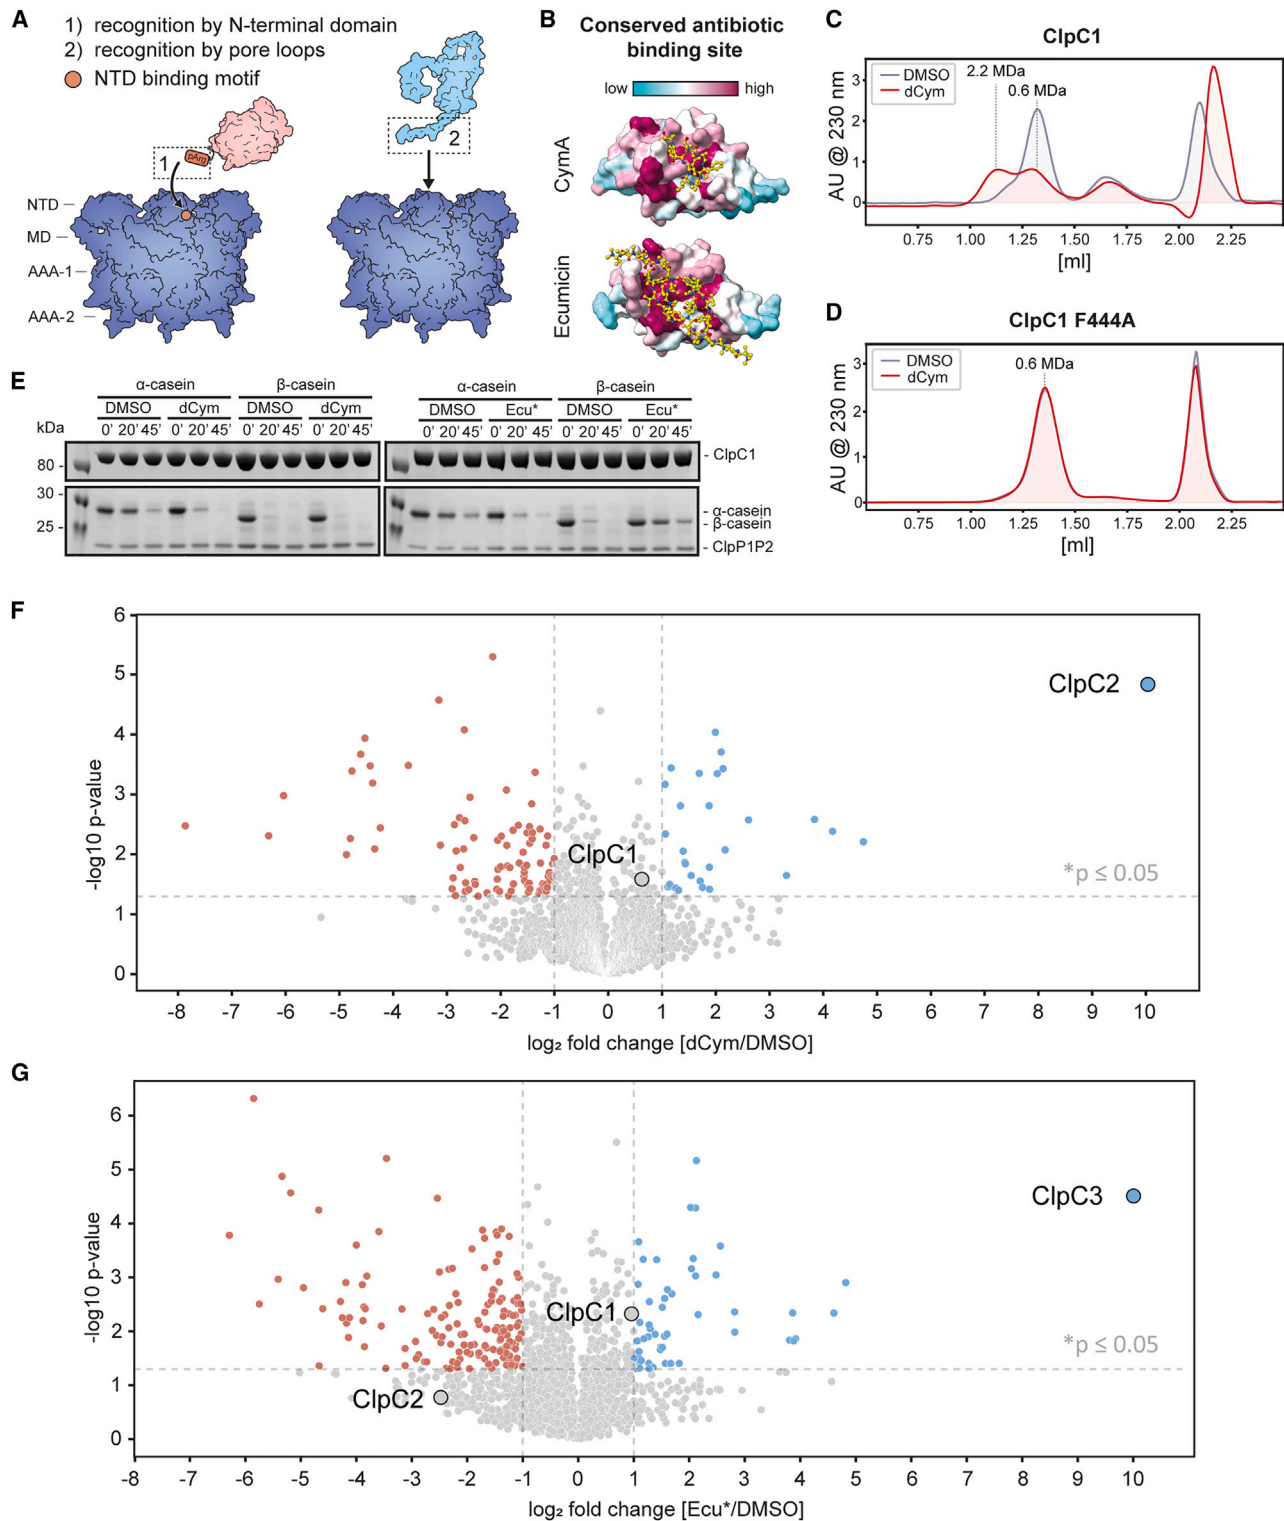 A
1) recognition by N-terminal domain
2) recognition by pore loops
NTD binding motif
1
pArg
2
NTD
MD
AAA-1
AAA-2
B
Conserved antibiotic
binding site
low
high
CymA
Ecumicin
C
ClpC1
DMSO
dCym
2.2 MDa
0.6 MDa
AU @ 230 nm
3
2
1
0
0.75 1.00 1.25 1.50 1.75 2.00 2.25
[ml]
D
ClpC1 F444A
DMSO
dCym
0.6 MDa
AU @ 230 nm
3
2
1
0
0.75 1.00 1.25 1.50 1.75 2.00 2.25
[ml]
E
α-casein β-casein
DMSO dCym DMSO dCym
kDa 0' 20' 45' 0' 20' 45' 0' 20' 45' 0' 20' 45'
80
30
25
α-casein β-casein
DMSO Ecu* DMSO Ecu*
0' 20' 45' 0' 20' 45' 0' 20' 45' 0' 20' 45'
- ClpC1
- α-casein
- β-casein
- ClpP1P2
F
-log10 p-value
6
5
4
3
2
1
0
ClpC2
ClpC1
*p ≤ 0.05
-8 -7 -6 -5 -4 -3 -2 -1 0 1 2 3 4 5 6 7 8 9 10
log₂ fold change [dCym/DMSO]
G
-log10 p-value
6
5
4
3
2
1
0
ClpC3
ClpC1
*p ≤ 0.05
ClpC2
-8 -7 -6 -5 -4 -3 -2 -1 0 1 2 3 4 5 6 7 8 9 10
log₂ fold change [Ecu*/DMSO]